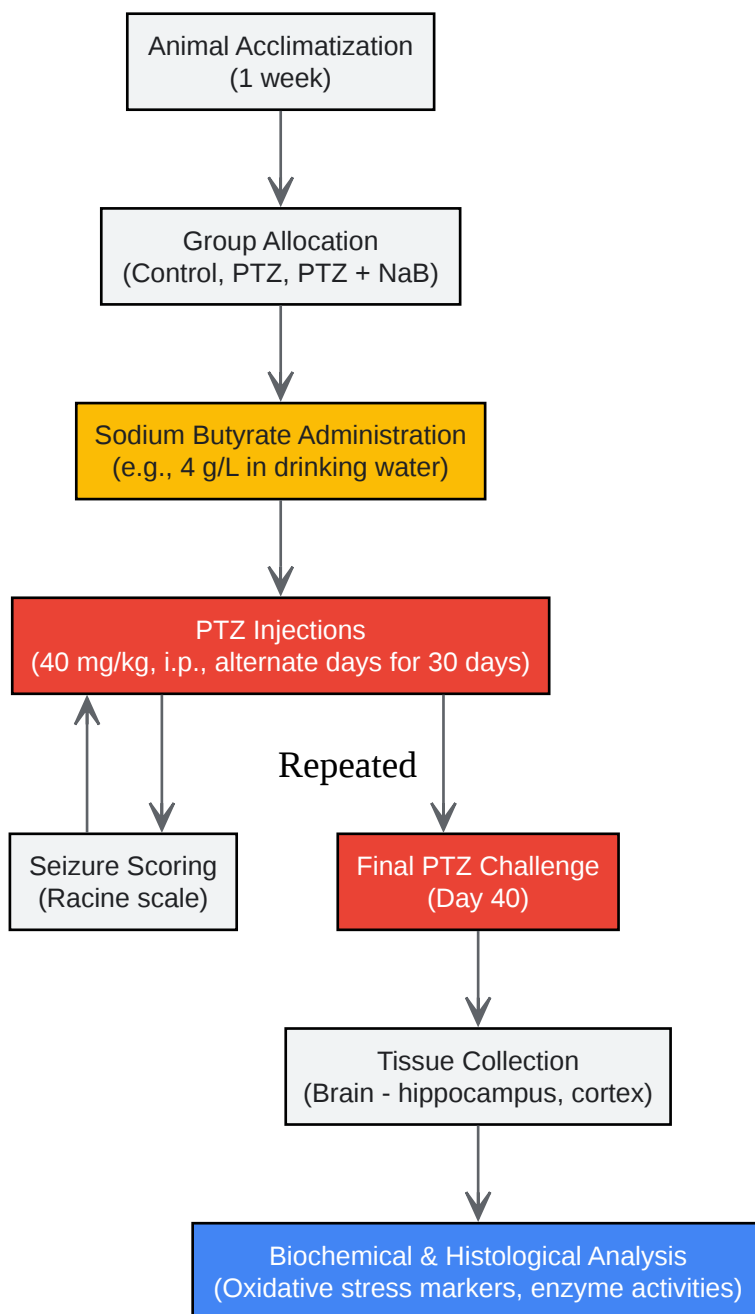 Animal Acclimatization
(1 week)
Group Allocation
(Control, PTZ, PTZ + NaB)
Sodium Butyrate Administration
(e.g., 4 g/L in drinking water)
PTZ Injections
(40 mg/kg, i.p., alternate days for 30 days)
Repeated
Seizure Scoring
(Racine scale)
Final PTZ Challenge
(Day 40)
Tissue Collection
(Brain - hippocampus, cortex)
Biochemical & Histological Analysis
(Oxidative stress markers, enzyme activities)